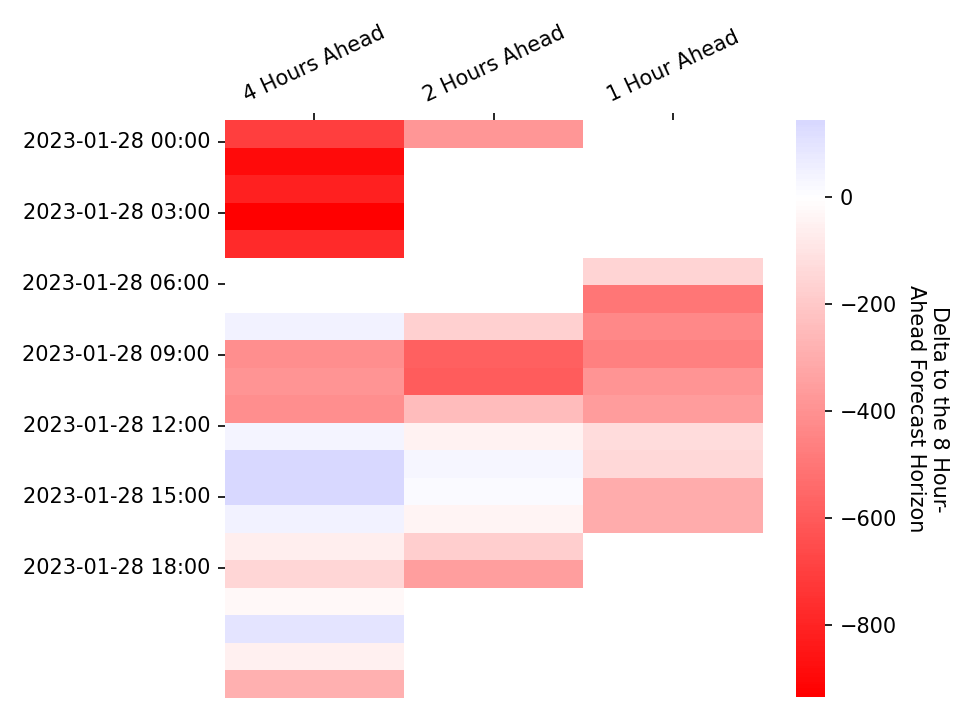 4 Hours Ahead
2 Hours Ahead
1 Hour Ahead
2023-01-28 00:00
2023-01-28 03:00
2023-01-28 06:00
2023-01-28 09:00
2023-01-28 12:00
2023-01-28 15:00
2023-01-28 18:00
0
−200
−400
−600
−800
Delta to the 8 Hour-
Ahead Forecast Horizon